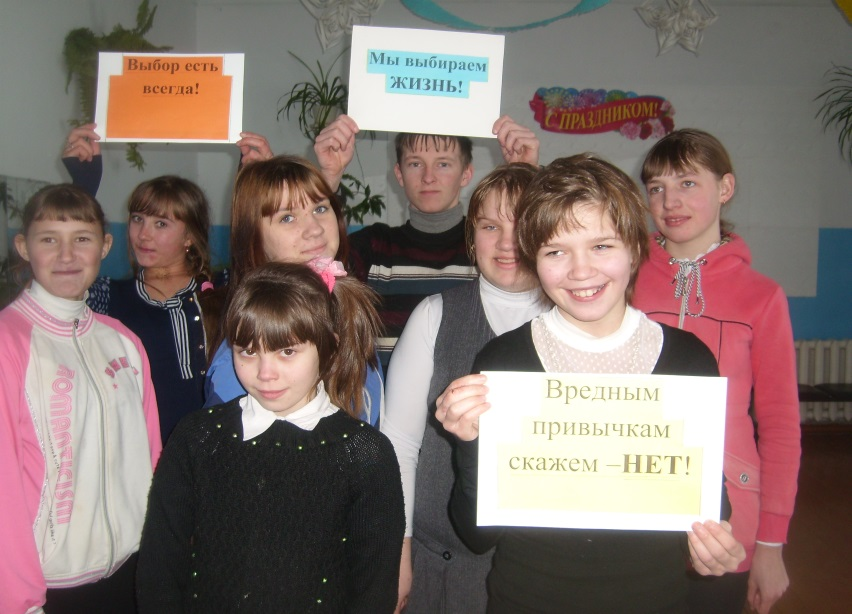 Выбор есть
всегда!
Мы выбираем
ЖИЗНЬ!
С ПРАЗДНИКОМ!
Вредным
привычкам
скажем –НЕТ!